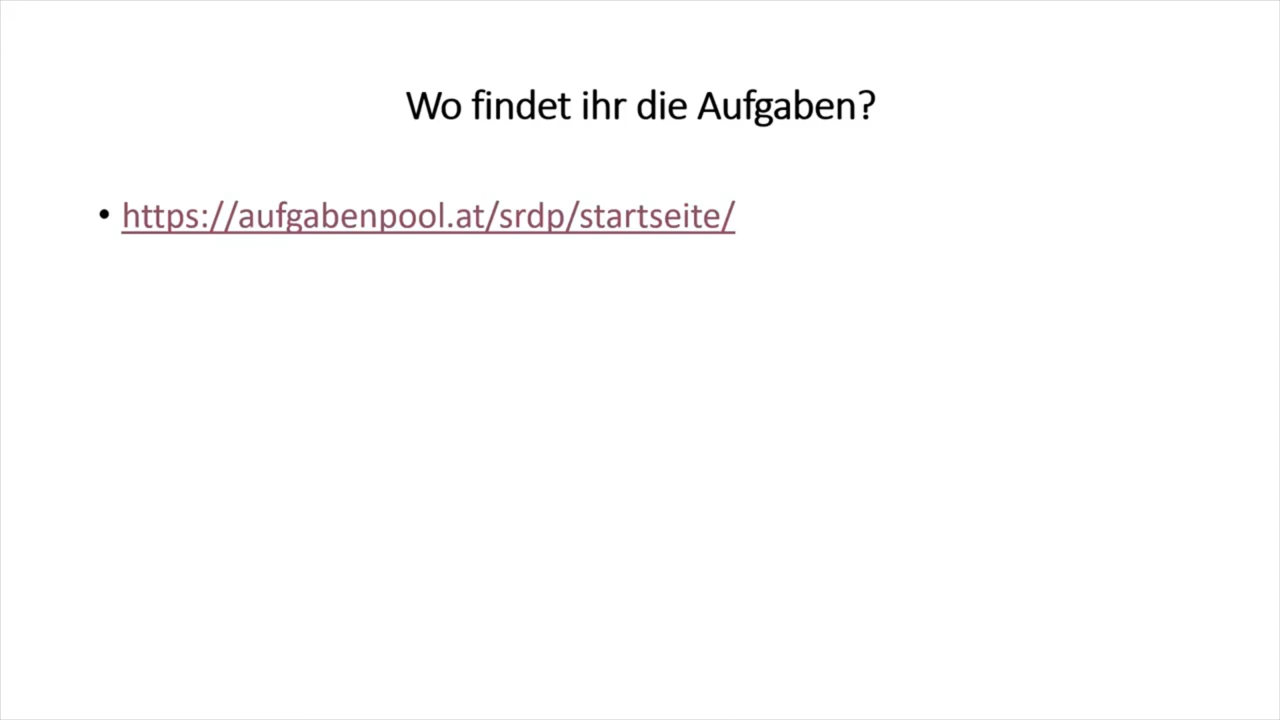 Wo findet ihr die Aufgaben?
• https://aufgabenpool.at/srdp/startseite/